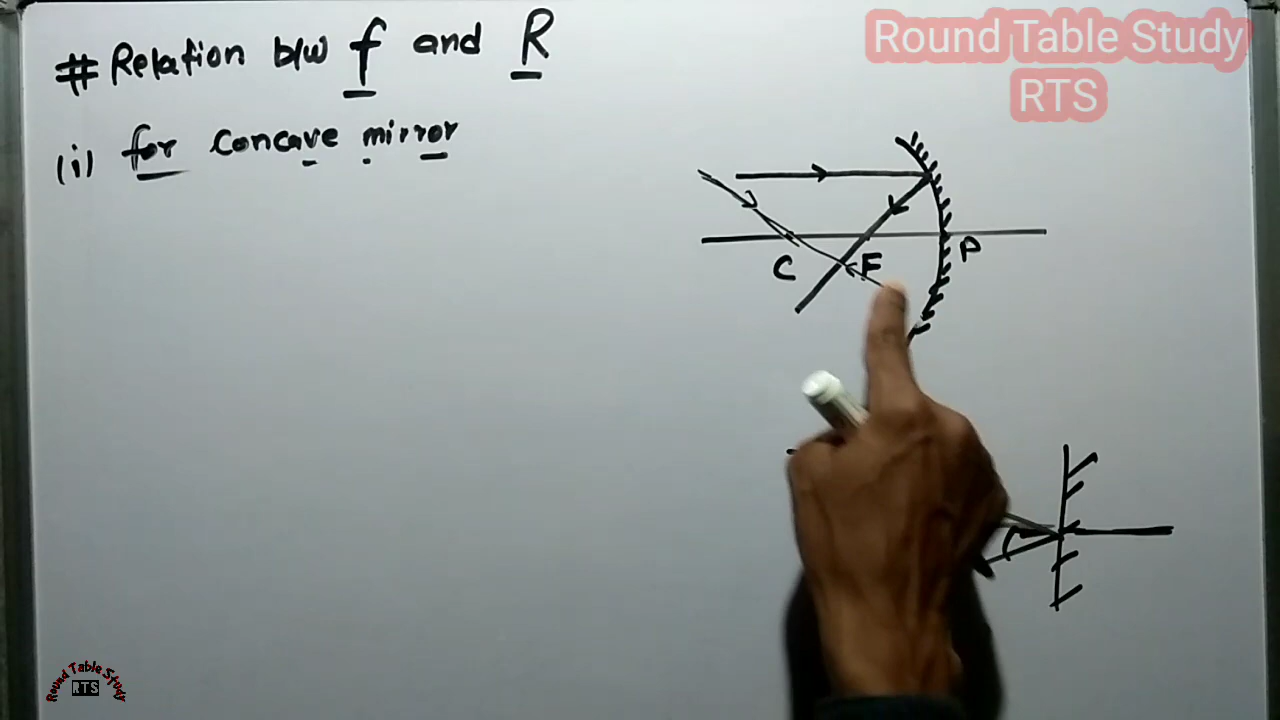 # Relation b/w f and R
Round Table Study
RTS
(i) for concave mirror
C
F
P
Round Table Study
RTS